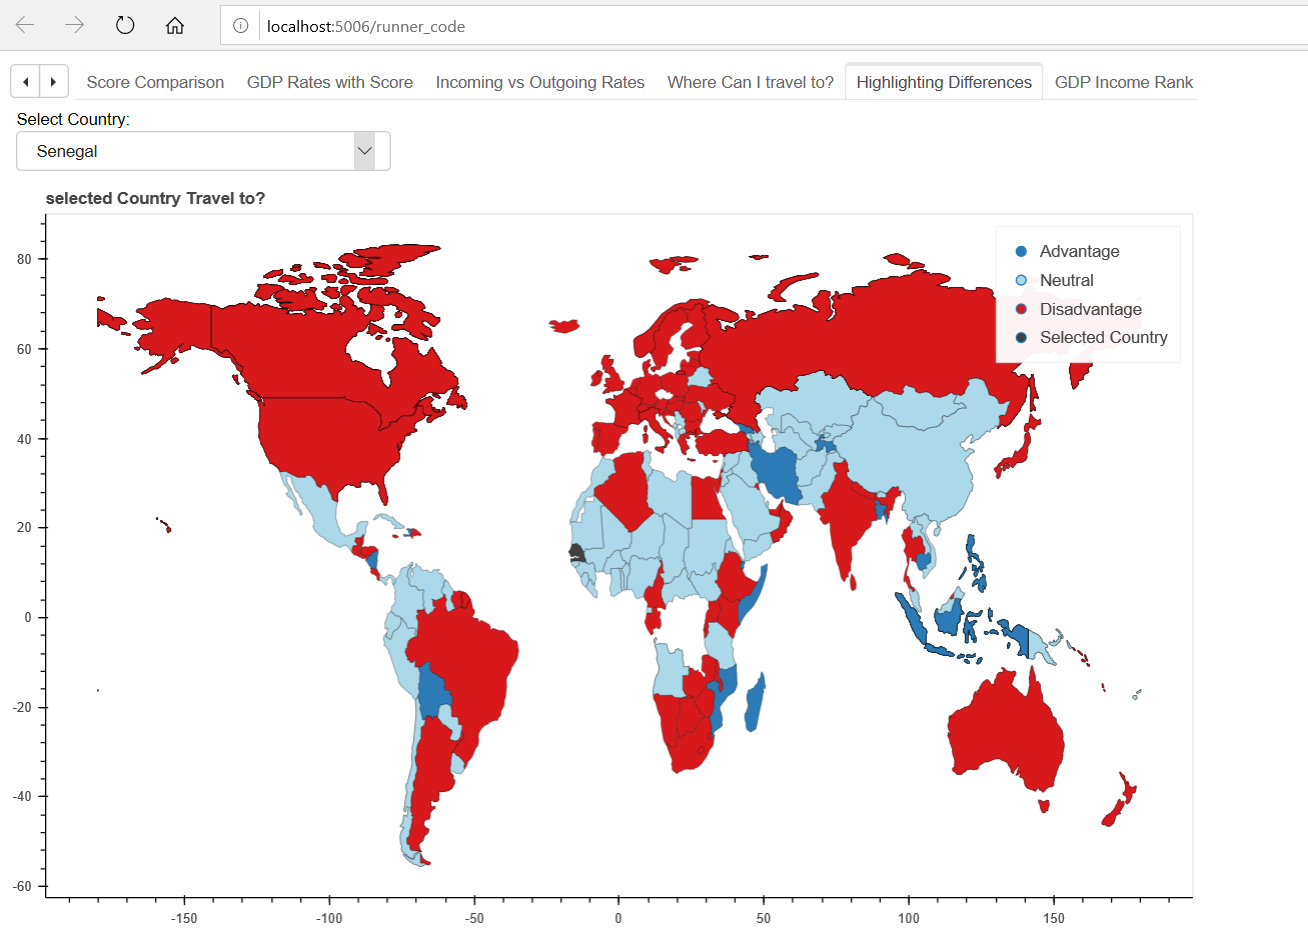 localhost:5006/runner_code
Score Comparison GDP Rates with Score Incoming vs Outgoing Rates Where Can I travel to? Highlighting Differences GDP Income Rank
Select Country:
Senegal
selected Country Travel to?
Advantage
Neutral
Disadvantage
Selected Country
80
60
40
20
0
-20
-40
-60
-150 -100 -50 0 50 100 150